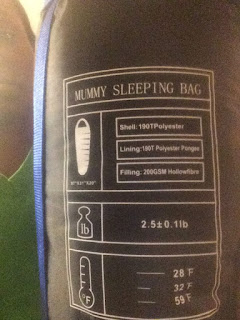 MUMMY SLEEPING BAG
Shell:190TPolyester
Lining:180T Polyester Pongee
Filling: 200GSM Hollowfibre
lb
2.5±0.1lb
28°F
32°F
°F
59°F